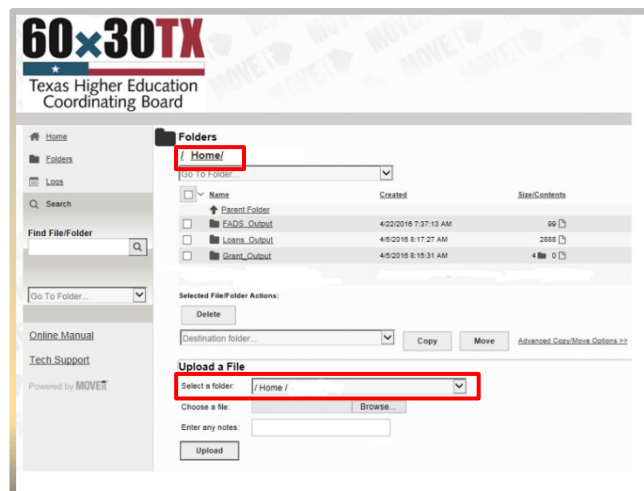 60x30TX
Texas Higher Education
Coordinating Board
Home
Folders
Logs
Search
Find File/Folder
Go To Folder...
Online Manual
Tech Support
Powered by MOVEit
Folders
/ Home/
Go To Folder...
Name Created Size/Contents
Parent Folder
FADS_Output 4/22/2016 7:37:13 AM 99
Loans_Output 4/5/2016 8:17:27 AM 2888
Grant_Output 4/5/2016 8:15:31 AM 4 0
Selected File/Folder Actions:
Delete
Destination folder... Copy Move Advanced Copy/Move Options >>
Upload a File
Select a folder: / Home /
Choose a file: Browse...
Enter any notes:
Upload